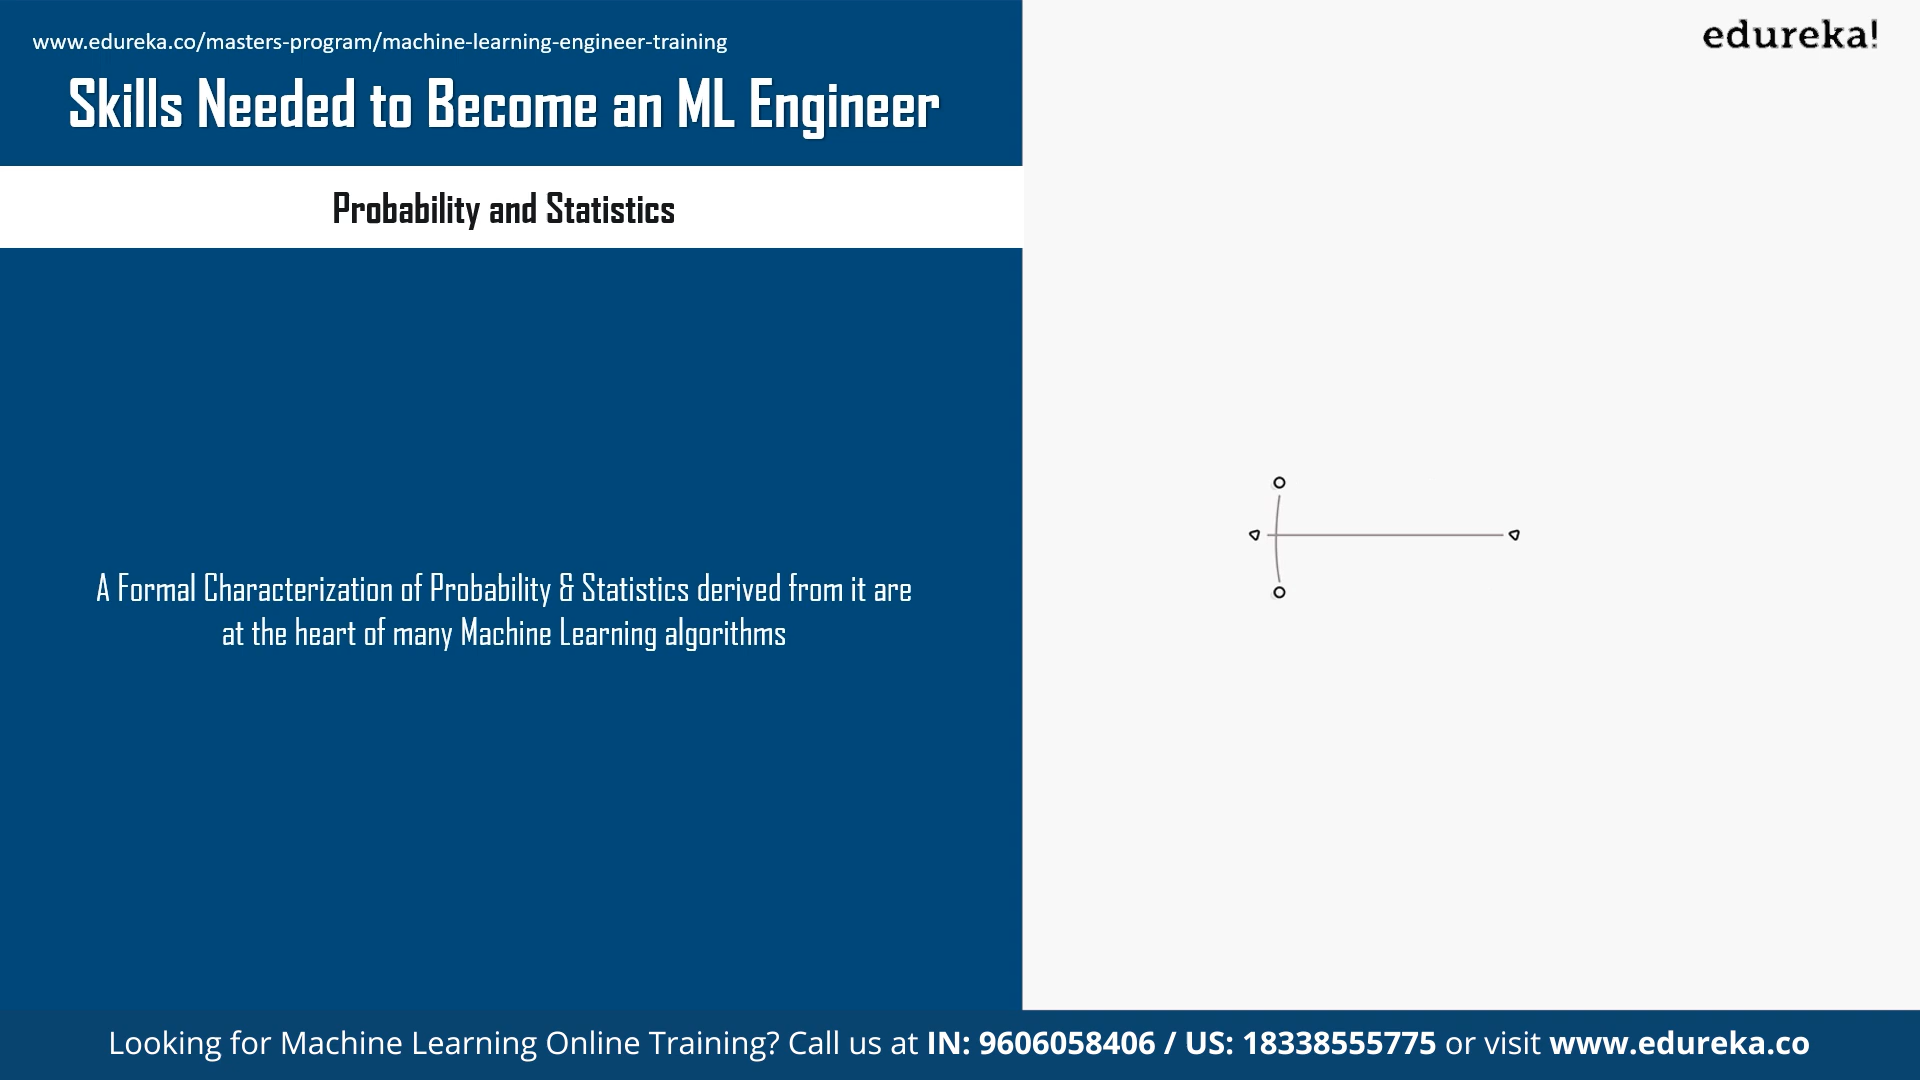 www.edureka.co/masters-program/machine-learning-engineer-training
edureka!
Skills Needed to Become an ML Engineer
Probability and Statistics
A Formal Characterization of Probability & Statistics derived from it are
at the heart of many Machine Learning algorithms
Looking for Machine Learning Online Training? Call us at IN: 9606058406 / US: 18338555775 or visit www.edureka.co